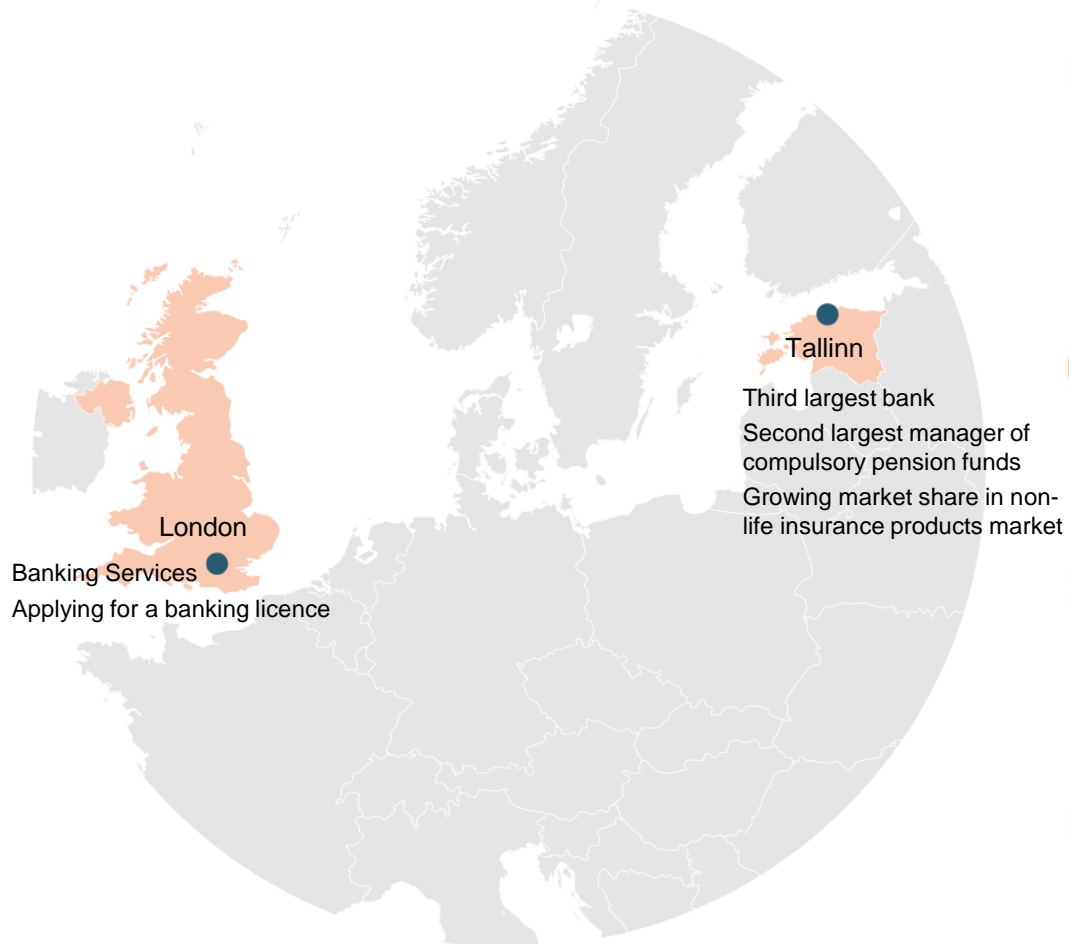 Tallinn
Third largest bank
Second largest manager of
compulsory pension funds
Growing market share in non-
life insurance products market
London
Banking Services
Applying for a banking licence